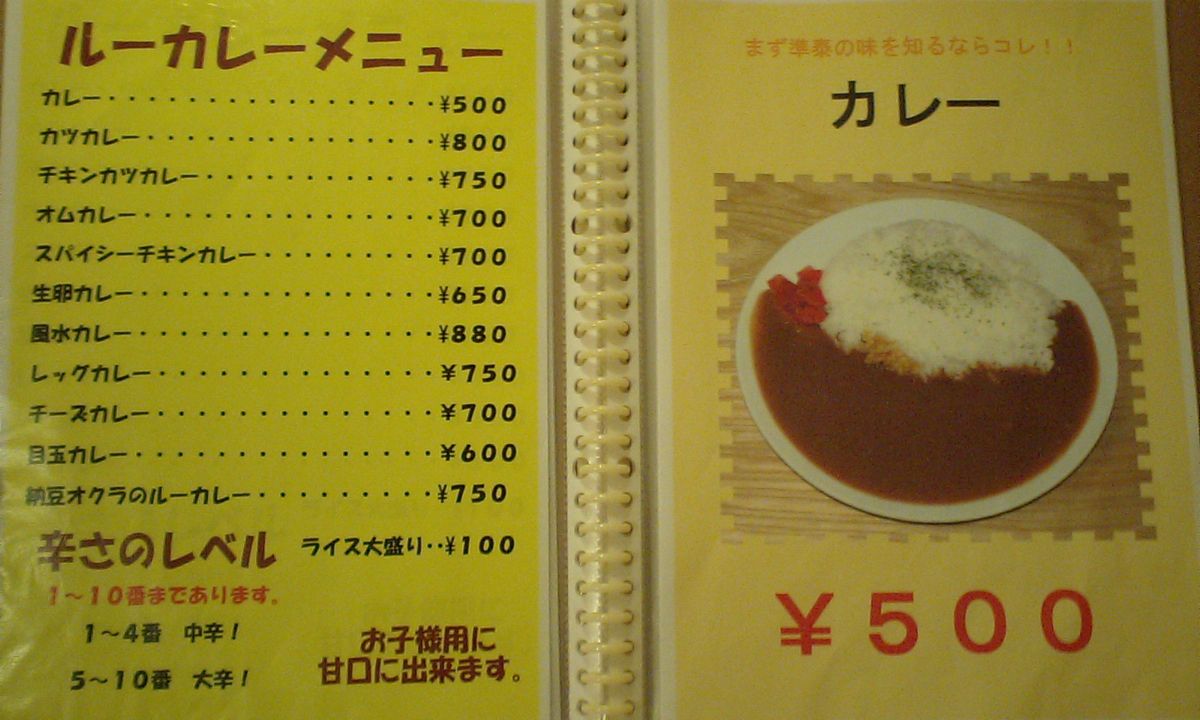 ルーカレーメニュー
カレー・・・・・・・・・・・・・・・・・・・・¥500
カツカレー・・・・・・・・・・・・・・・・・¥800
チキンカツカレー・・・・・・・・・・・・・¥750
オムカレー・・・・・・・・・・・・・・・・・¥700
スパイシーチキンカレー・・・・・・・・・¥700
生卵カレー・・・・・・・・・・・・・・・・・¥650
風水カレー・・・・・・・・・・・・・・・・・¥880
レッグカレー・・・・・・・・・・・・・・・¥750
チーズカレー・・・・・・・・・・・・・・・¥700
目玉カレー・・・・・・・・・・・・・・・・・¥600
納豆オクラのルーカレー・・・・・・・・・¥750
辛さのレベル
ライス大盛り・・¥100
1〜10番まであります。
1〜4番 中辛!
5〜10番 大辛!
お子様用に
甘口に出来ます。
まず準泰の味を知るならコレ!!
カレー
¥500